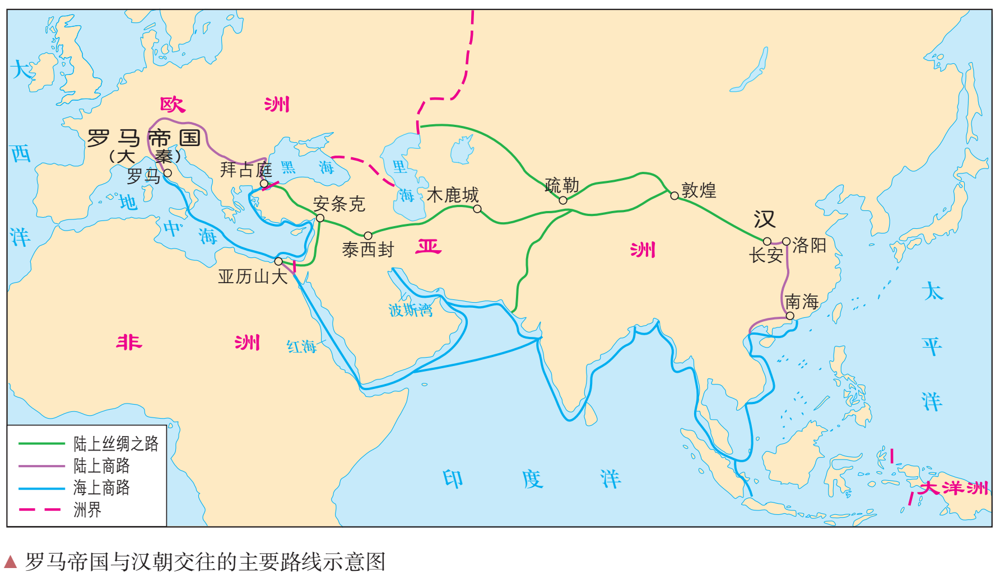 大西洋
欧洲
罗马帝国
(大秦)
罗马
拜古庭
黑海
里海
地中海
安条克
木鹿城
疏勒
敦煌
汉
泰西封
亚洲
长安
洛阳
亚历山大
南海
波斯湾
红海
非洲
太平洋
印度洋
大洋洲
陆上丝绸之路
陆上商路
海上商路
洲界
▲ 罗马帝国与汉朝交往的主要路线示意图